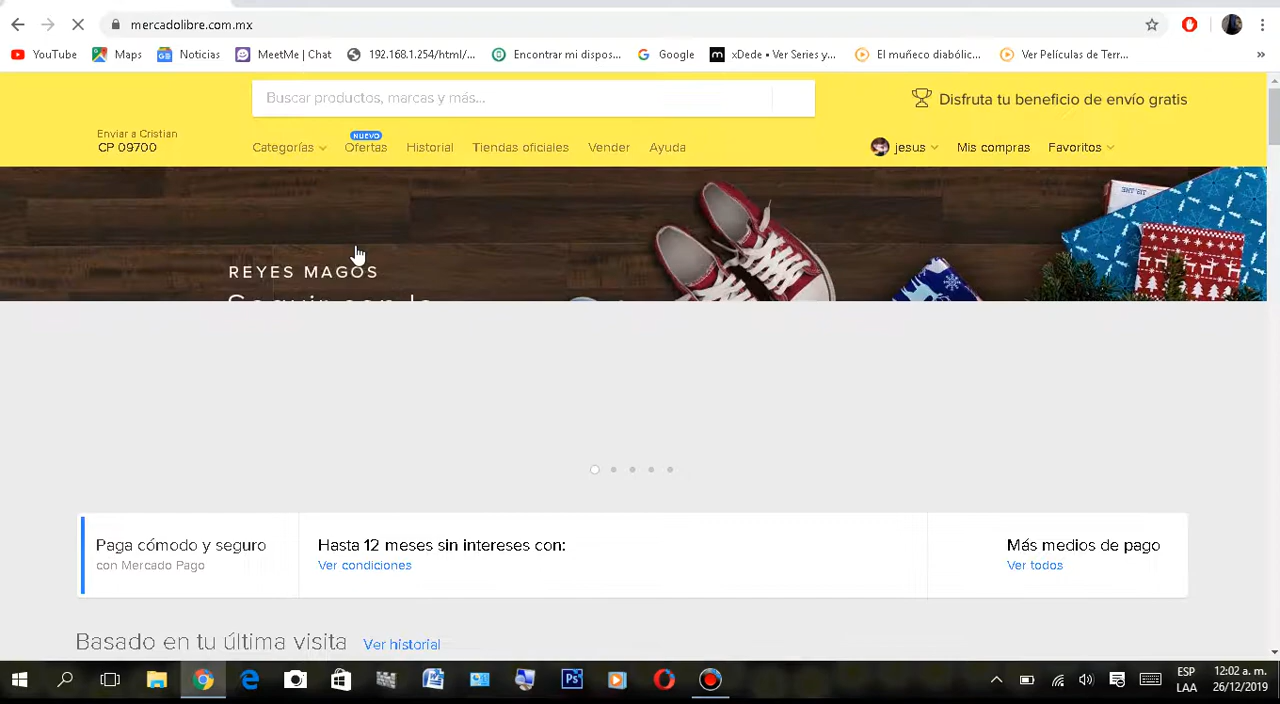 mercadolibre.com.mx
YouTube Maps Noticias MeetMe | Chat 192.168.1.254/html/... Encontrar mi dispos... Google xDede • Ver Series y... El muñeco diabólic... Ver Películas de Terr... »
Buscar productos, marcas y más...
Disfruta tu beneficio de envío gratis
Enviar a Cristian
CP 09700
NUEVO
Categorías Ofertas Historial Tiendas oficiales Vender Ayuda jesus Mis compras Favoritos
REYES MAGOS
Paga cómodo y seguro
con Mercado Pago
Hasta 12 meses sin intereses con:
Ver condiciones
Más medios de pago
Ver todos
Basado en tu última visita Ver historial
ESP
LAA
12:02 a. m.
26/12/2019